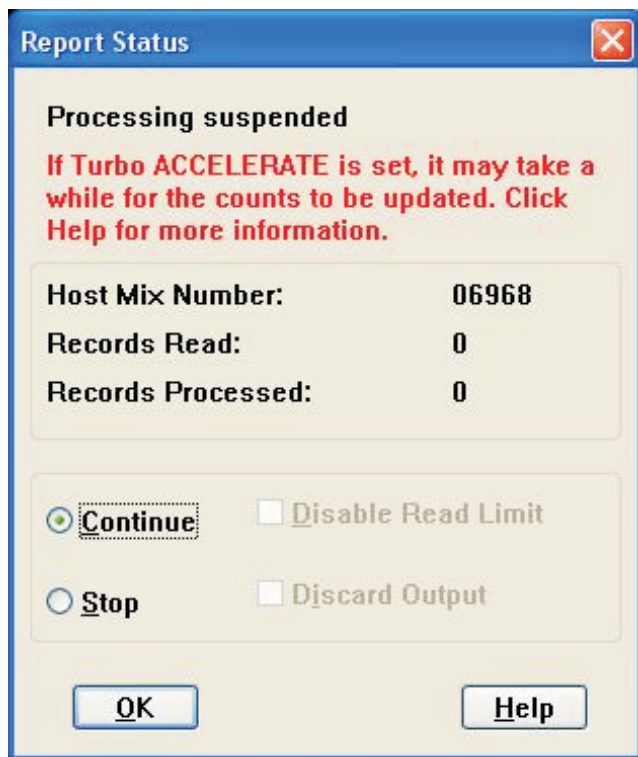 Report Status
Processing suspended
If Turbo ACCELERATE is set, it may take a
while for the counts to be updated. Click
Help for more information.
Host Mix Number: 06968
Records Read: 0
Records Processed: 0
Continue Disable Read Limit
Stop Discard Output
OK Help